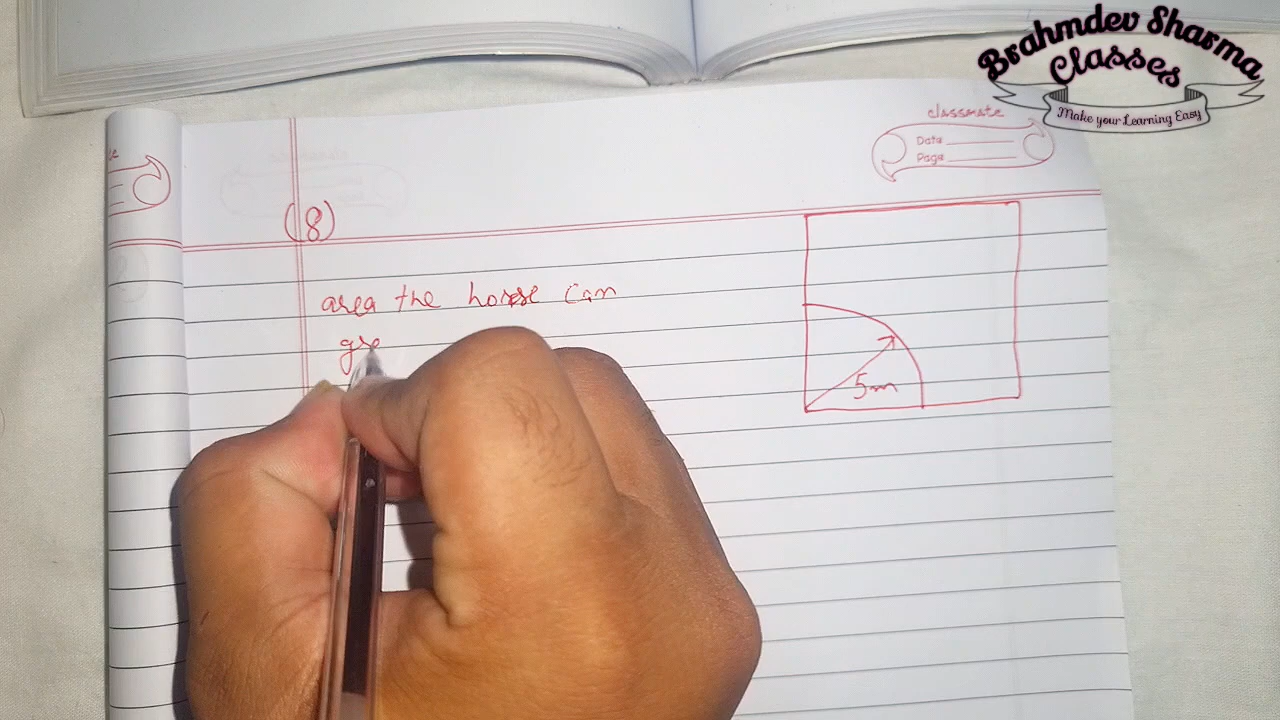 Brahmdev Sharma
Classes
Make your Learning Easy
classmate
Date
Page
(8)
area the horse can
5m